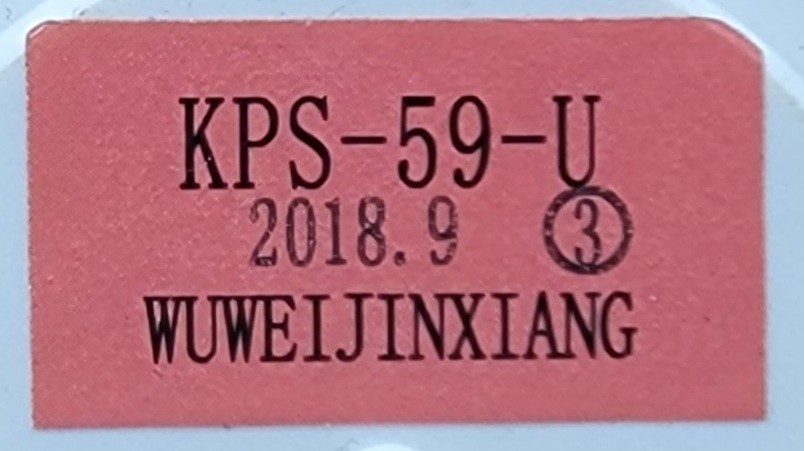 KPS-59-U
2018.9 ③
WUWEIJINXIANG